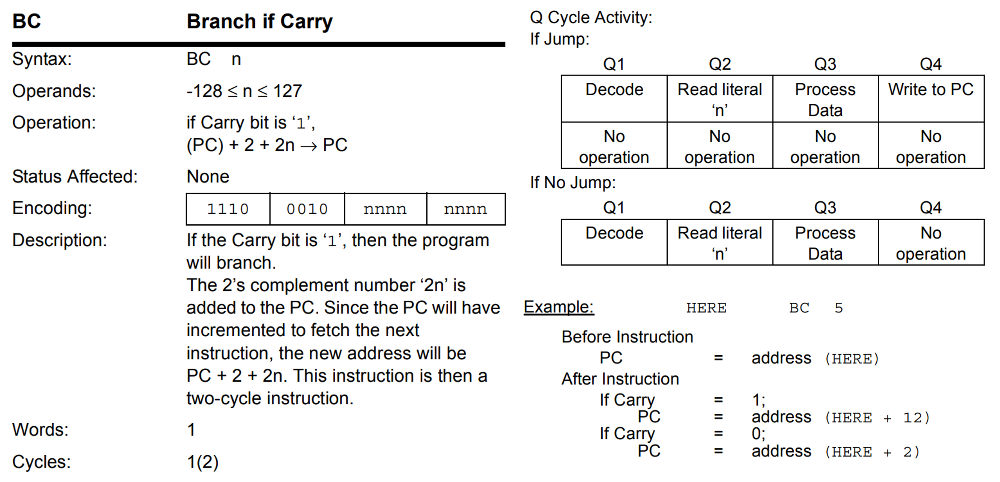 BC Branch if Carry
Syntax: BC n
Operands: -128 ≤ n ≤ 127
Operation: if Carry bit is ‘1’,
(PC) + 2 + 2n → PC
Status Affected: None
Encoding: 1110 0010 nnnn nnnn
Description: If the Carry bit is ‘1’, then the program
will branch.
The 2’s complement number ‘2n’ is
added to the PC. Since the PC will have
incremented to fetch the next
instruction, the new address will be
PC + 2 + 2n. This instruction is then a
two-cycle instruction.
Words: 1
Cycles: 1(2)
Q Cycle Activity:
If Jump:
Q1 Q2 Q3 Q4
Decode Read literal Process Write to PC
‘n’ Data
No No No No
operation operation operation operation
If No Jump:
Q1 Q2 Q3 Q4
Decode Read literal Process No
‘n’ Data operation
Example: HERE BC 5
Before Instruction
PC = address (HERE)
After Instruction
If Carry = 1;
PC = address (HERE + 12)
If Carry = 0;
PC = address (HERE + 2)